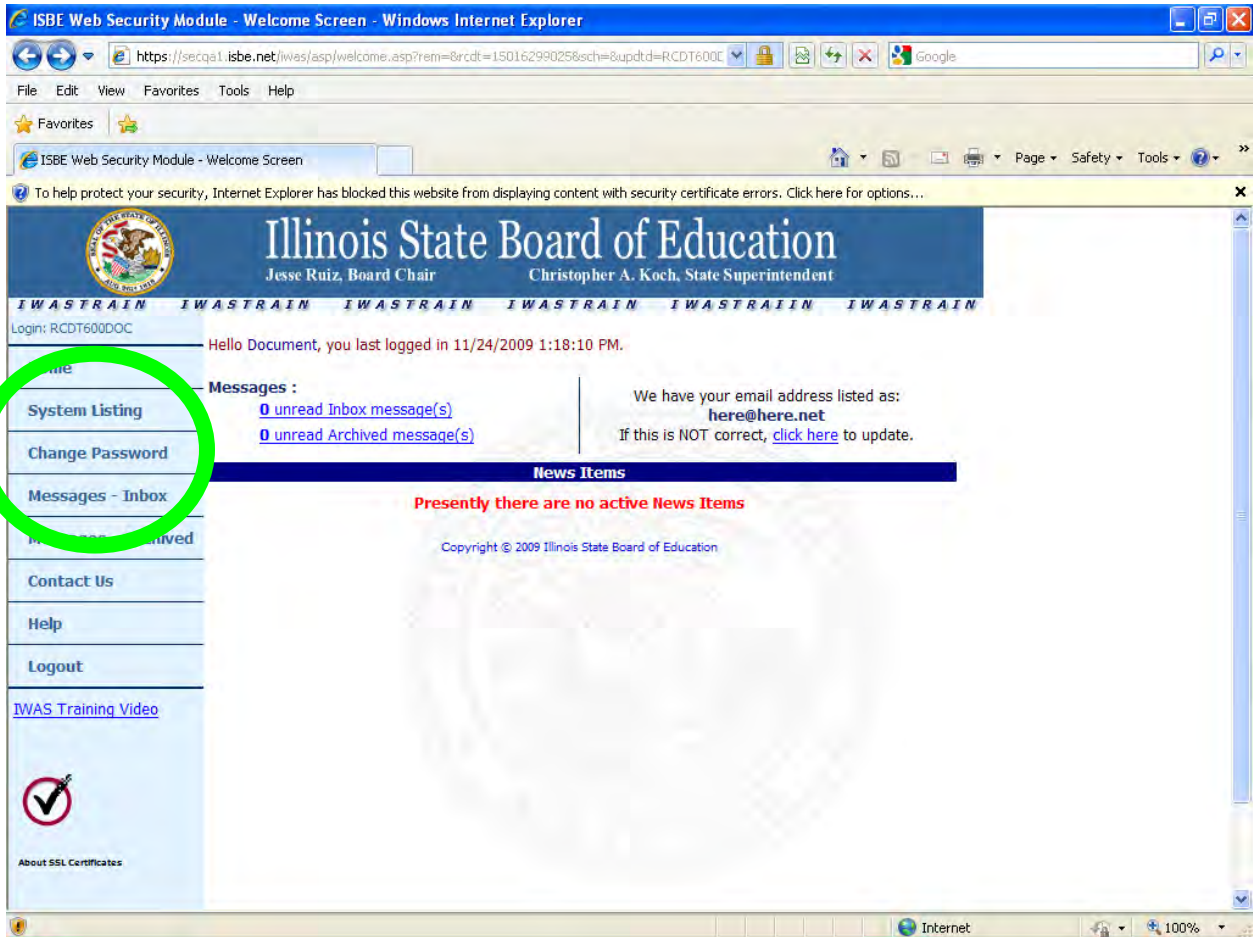 ISBE Web Security Module - Welcome Screen - Windows Internet Explorer
https://secqa1.isbe.net/iwas/asp/welcome.asp?rem=&rcdt=15016299025&sch=&updtd=RCDT600D
Google
File Edit View Favorites Tools Help
Favorites
ISBE Web Security Module - Welcome Screen
Page Safety Tools »
To help protect your security, Internet Explorer has blocked this website from displaying content with security certificate errors. Click here for options...
Illinois State Board of Education
Jesse Ruiz, Board Chair Christopher A. Koch, State Superintendent
IWASTRAIN IWASTRAIN IWASTRAIN IWASTRAIN IWASTRAIIN IWASTRAIN
Login: RCDT600DOC
Hello Document, you last logged in 11/24/2009 1:18:10 PM.
Messages :
0 unread Inbox message(s)
0 unread Archived message(s)
We have your email address listed as:
here@here.net
If this is NOT correct, click here to update.
System Listing
Change Password
Messages - Inbox
Contact Us
Help
Logout
IWAS Training Video
About SSL Certificates
News Items
Presently there are no active News Items
Copyright © 2009 Illinois State Board of Education
Internet
100%